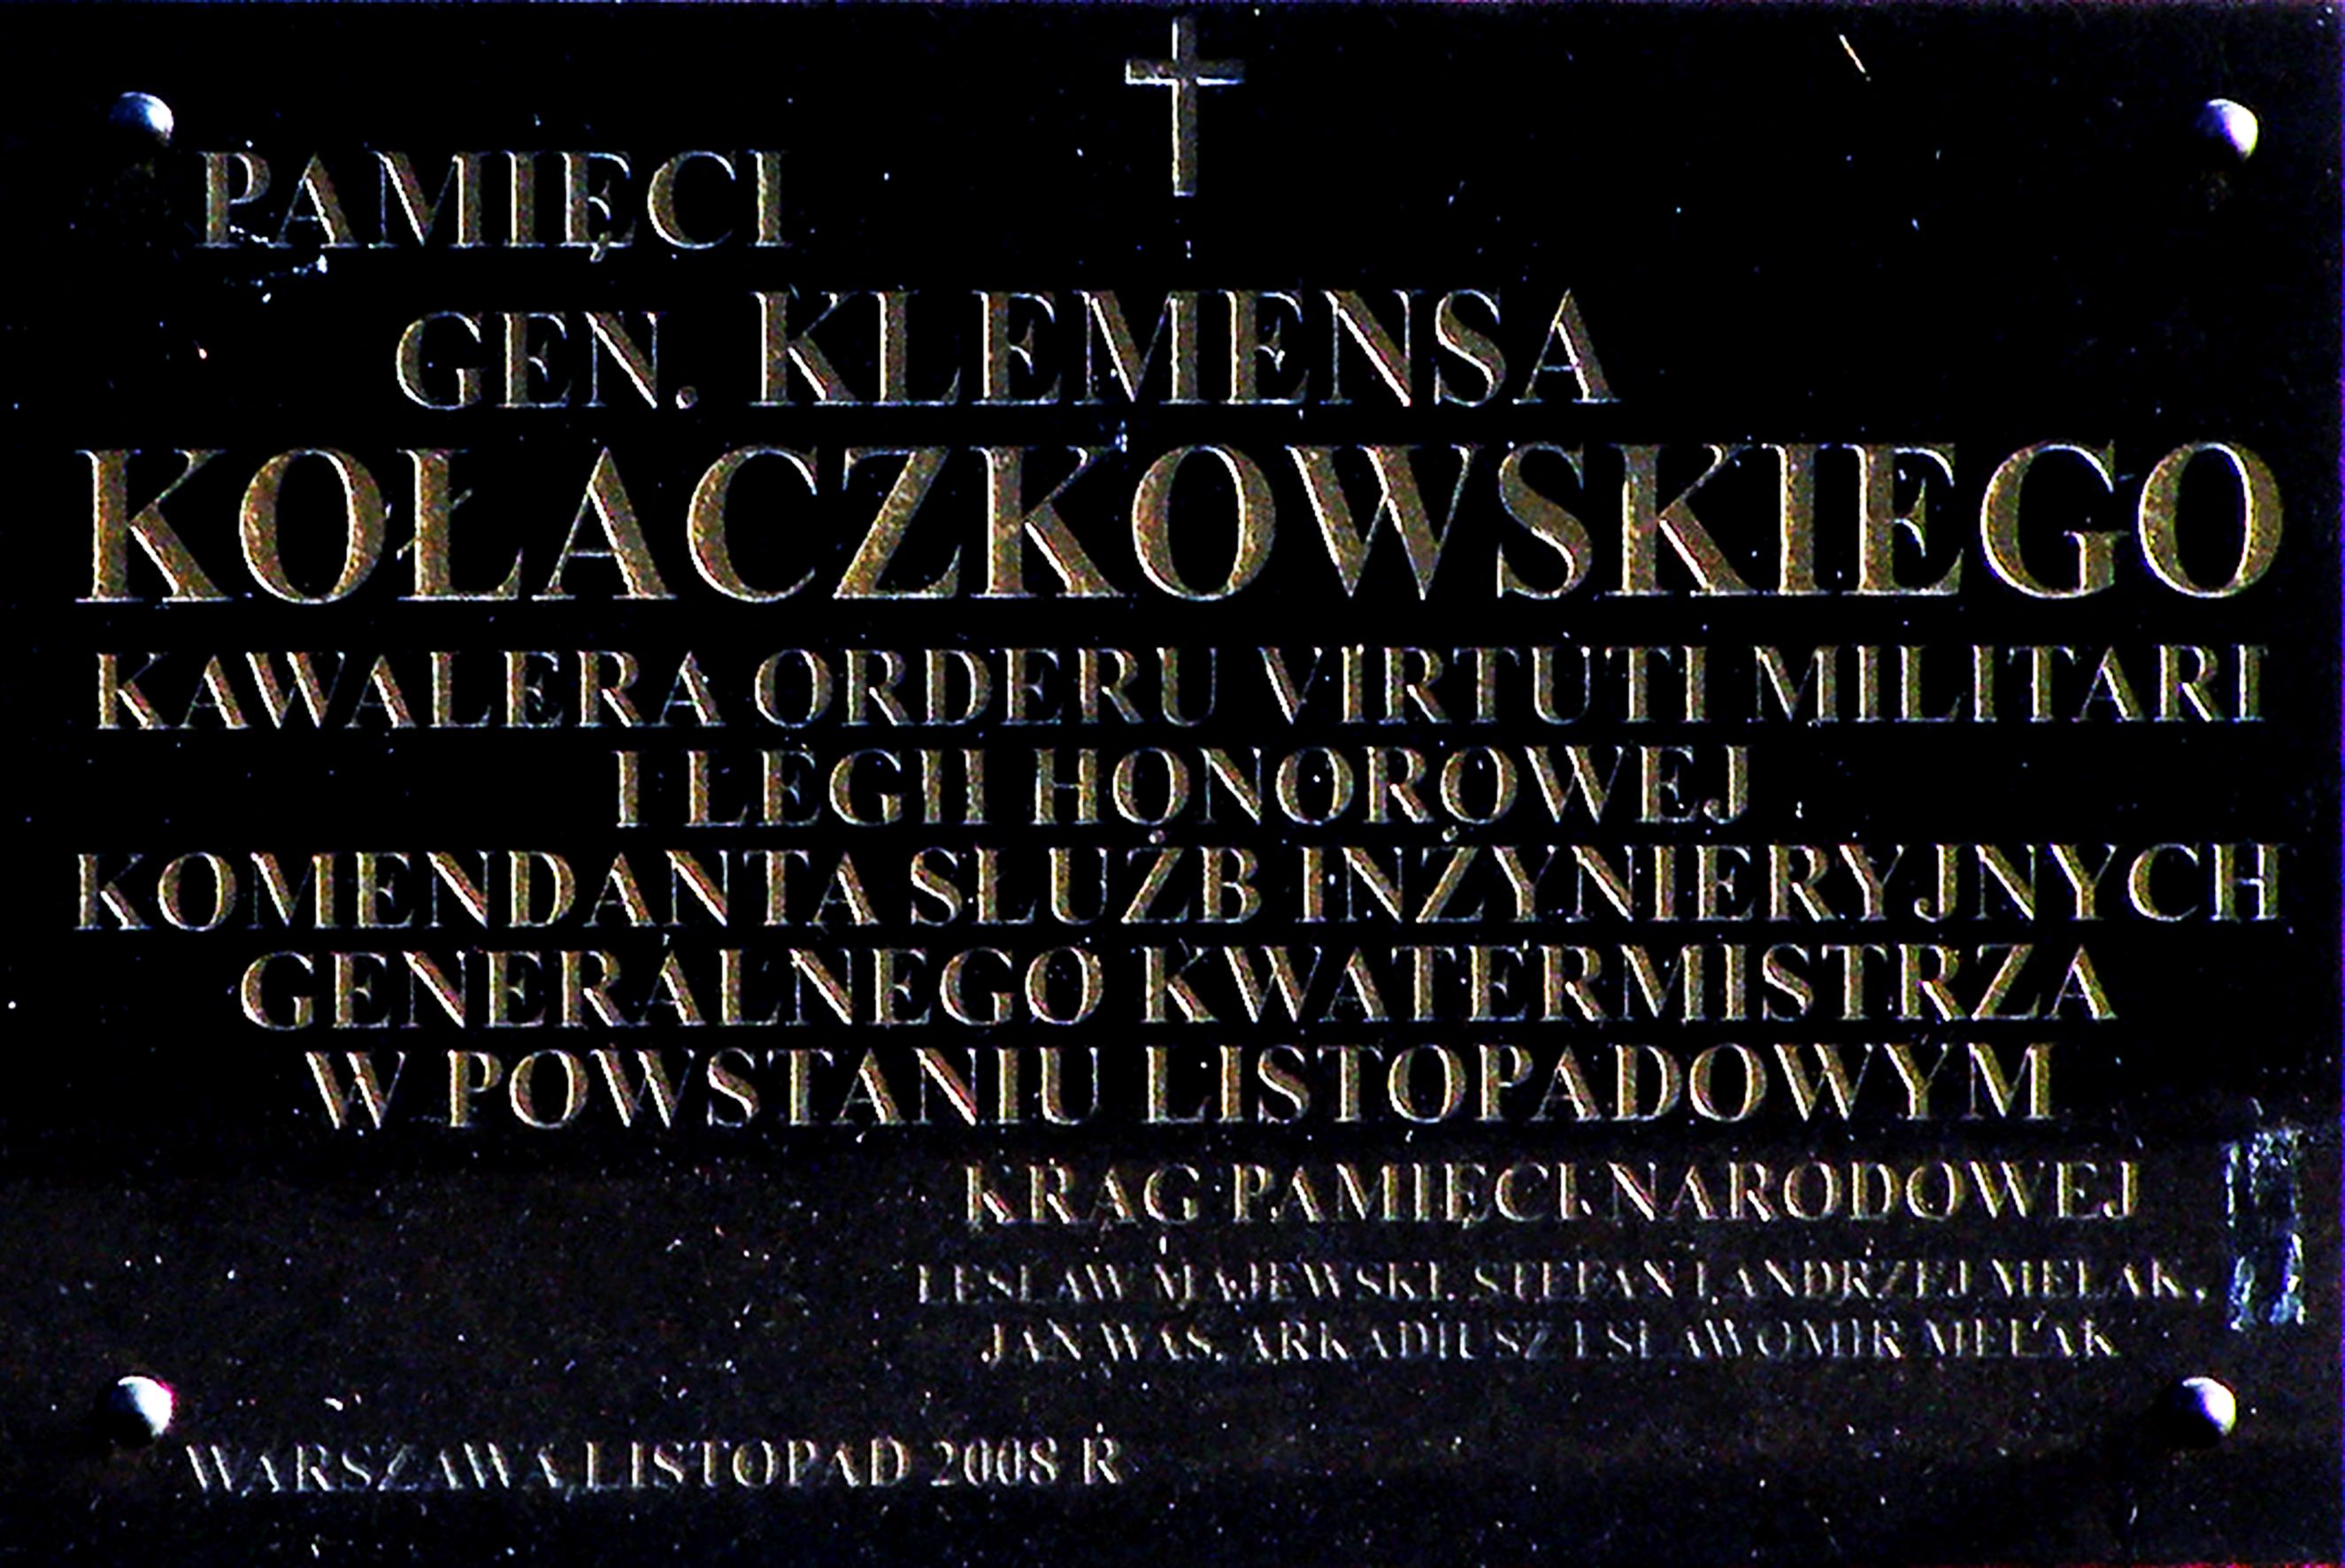 PAMIĘCI
GEN. KLEMENSA
KOŁACZKOWSKIEGO
KAWALERA ORDERU VIRTUTI MILITARI
I LEGII HONOROWEJ
KOMENDANTA SŁUŻB INŻYNIERYJNYCH
GENERALNEGO KWATERMISTRZA
W POWSTANIU LISTOPADOWYM
KRĄG PAMIĘCI NARODOWEJ
LESŁAW MAJEWSKI, STEFAN I ANDRZEJ MELAK,
JAN WĄS, ARKADIUSZ I SŁAWOMIR MELAK
WARSZAWA LISTOPAD 2008 R